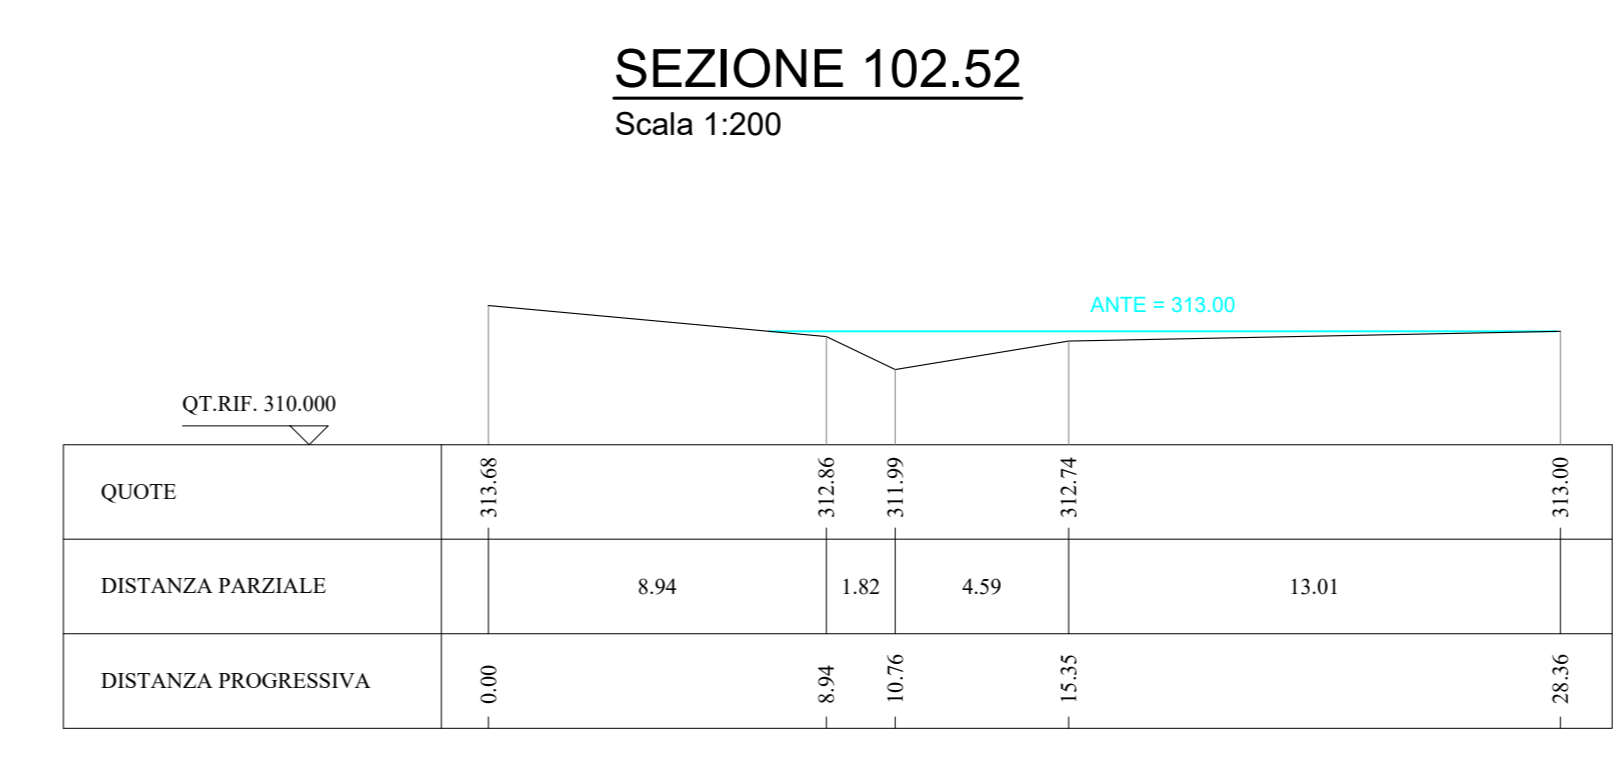 SEZIONE 102.52
Scala 1:200
ANTE = 313.00
QT.RIF. 310.000
QUOTE 313.68 312.86 311.99 312.74 313.00
DISTANZA PARZIALE 8.94 1.82 4.59 13.01
DISTANZA PROGRESSIVA 0.00 8.94 10.76 15.35 28.36